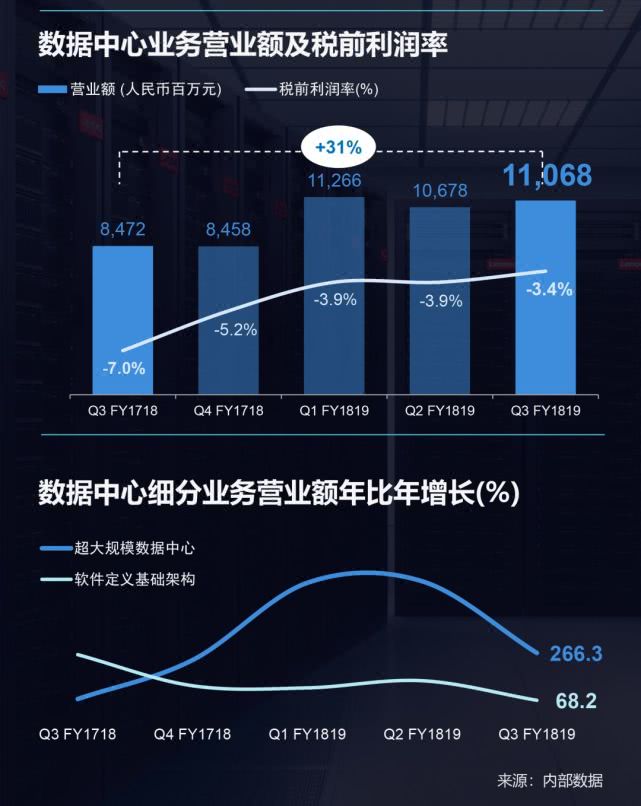 数据中心业务营业额及税前利润率
营业额 (人民币百万元) 税前利润率(%)
+31%
8,472 8,458 11,266 10,678 11,068
-7.0% -5.2% -3.9% -3.9% -3.4%
Q3 FY1718 Q4 FY1718 Q1 FY1819 Q2 FY1819 Q3 FY1819
数据中心细分业务营业额年比年增长(%)
超大规模数据中心
软件定义基础架构
266.3
68.2
Q3 FY1718 Q4 FY1718 Q1 FY1819 Q2 FY1819 Q3 FY1819
来源：内部数据